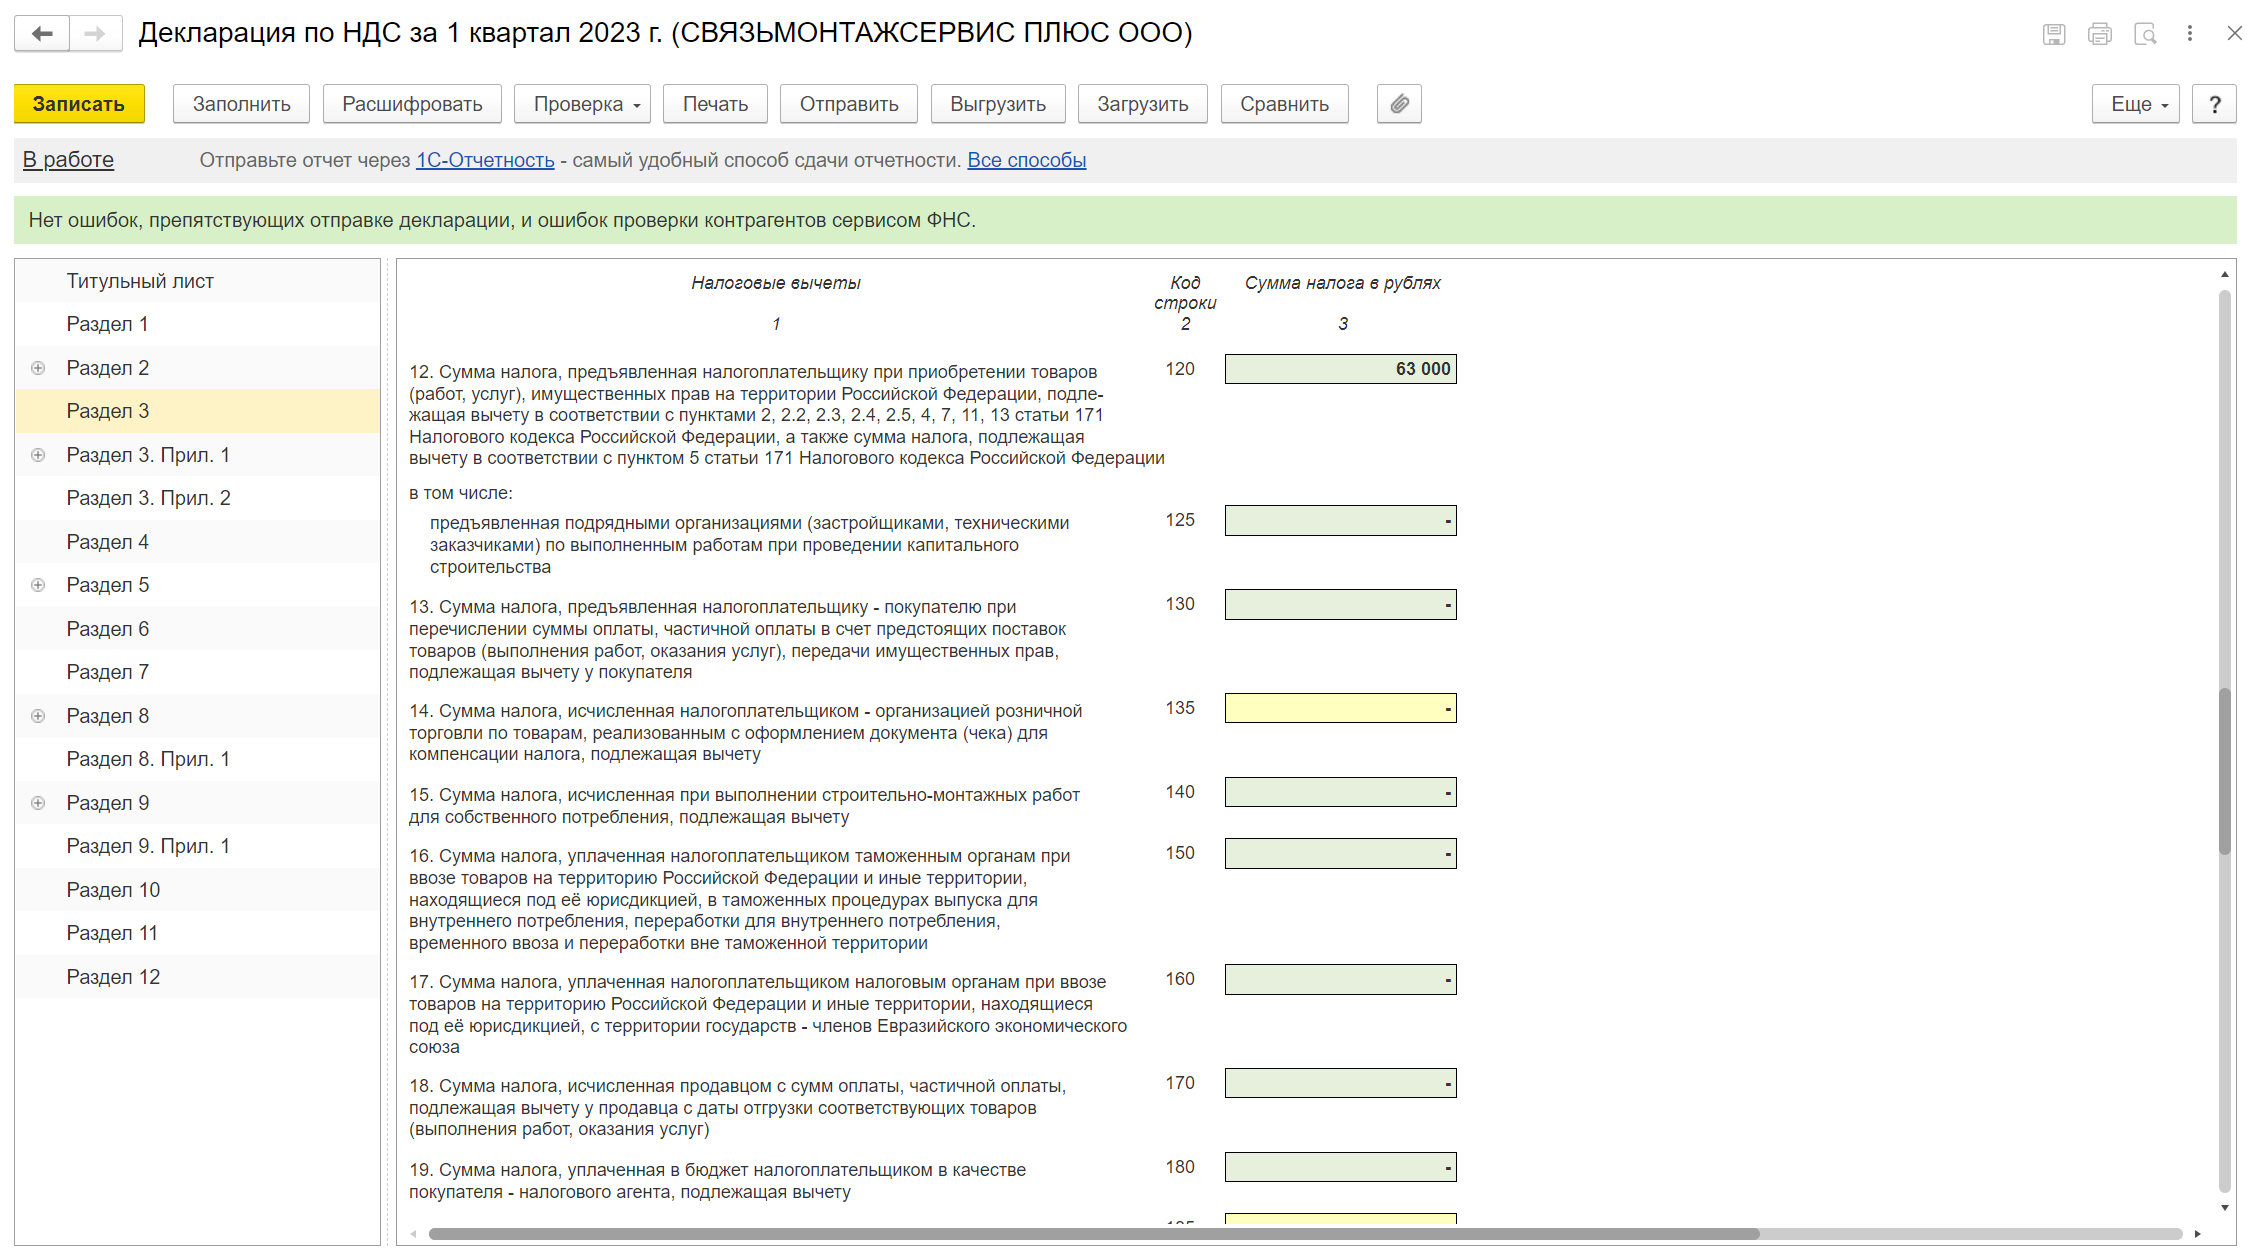 Декларация по НДС за 1 квартал 2023 г. (СВЯЗЬМОНТАЖСЕРВИС ПЛЮС ООО)
Записать Заполнить Расшифровать Проверка Печать Отправить Выгрузить Загрузить Сравнить Еще ?
В работе Отправьте отчет через 1С-Отчетность - самый удобный способ сдачи отчетности. Все способы
Нет ошибок, препятствующих отправке декларации, и ошибок проверки контрагентов сервисом ФНС.
Титульный лист
Раздел 1
Раздел 2
Раздел 3
Раздел 3. Прил. 1
Раздел 3. Прил. 2
Раздел 4
Раздел 5
Раздел 6
Раздел 7
Раздел 8
Раздел 8. Прил. 1
Раздел 9
Раздел 9. Прил. 1
Раздел 10
Раздел 11
Раздел 12
Налоговые вычеты Код Сумма налога в рублях
строки
1 2 3
12. Сумма налога, предъявленная налогоплательщику при приобретении товаров 120 63 000
(работ, услуг), имущественных прав на территории Российской Федерации, подле-
жащая вычету в соответствии с пунктами 2, 2.2, 2.3, 2.4, 2.5, 4, 7, 11, 13 статьи 171
Налогового кодекса Российской Федерации, а также сумма налога, подлежащая
вычету в соответствии с пунктом 5 статьи 171 Налогового кодекса Российской Федерации
в том числе:
предъявленная подрядными организациями (застройщиками, техническими 125 -
заказчиками) по выполненным работам при проведении капитального
строительства
13. Сумма налога, предъявленная налогоплательщику - покупателю при 130 -
перечислении суммы оплаты, частичной оплаты в счет предстоящих поставок
товаров (выполнения работ, оказания услуг), передачи имущественных прав,
подлежащая вычету у покупателя
14. Сумма налога, исчисленная налогоплательщиком - организацией розничной 135 -
торговли по товарам, реализованным с оформлением документа (чека) для
компенсации налога, подлежащая вычету
15. Сумма налога, исчисленная при выполнении строительно-монтажных работ 140 -
для собственного потребления, подлежащая вычету
16. Сумма налога, уплаченная налогоплательщиком таможенным органам при 150 -
ввозе товаров на территорию Российской Федерации и иные территории,
находящиеся под её юрисдикцией, в таможенных процедурах выпуска для
внутреннего потребления, переработки для внутреннего потребления,
временного ввоза и переработки вне таможенной территории
17. Сумма налога, уплаченная налогоплательщиком налоговым органам при ввозе 160 -
товаров на территорию Российской Федерации и иные территории, находящиеся
под её юрисдикцией, с территории государств - членов Евразийского экономического
союза
18. Сумма налога, исчисленная продавцом с сумм оплаты, частичной оплаты, 170 -
подлежащая вычету у продавца с даты отгрузки соответствующих товаров
(выполнения работ, оказания услуг)
19. Сумма налога, уплаченная в бюджет налогоплательщиком в качестве 180 -
покупателя - налогового агента, подлежащая вычету